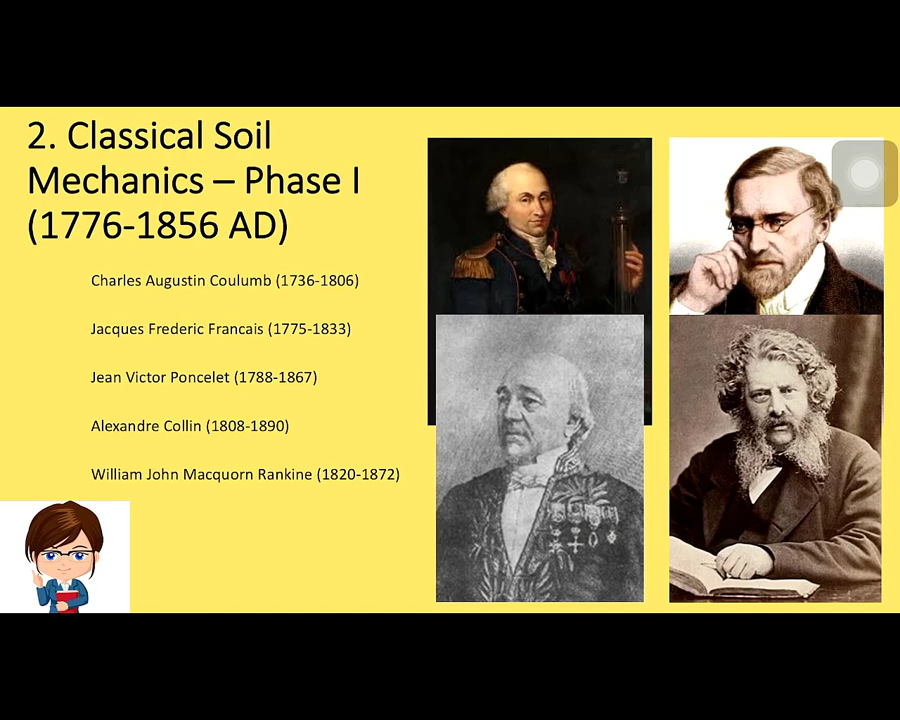 2. Classical Soil
Mechanics – Phase I
(1776-1856 AD)
Charles Augustin Coulumb (1736-1806)
Jacques Frederic Francais (1775-1833)
Jean Victor Poncelet (1788-1867)
Alexandre Collin (1808-1890)
William John Macquorn Rankine (1820-1872)